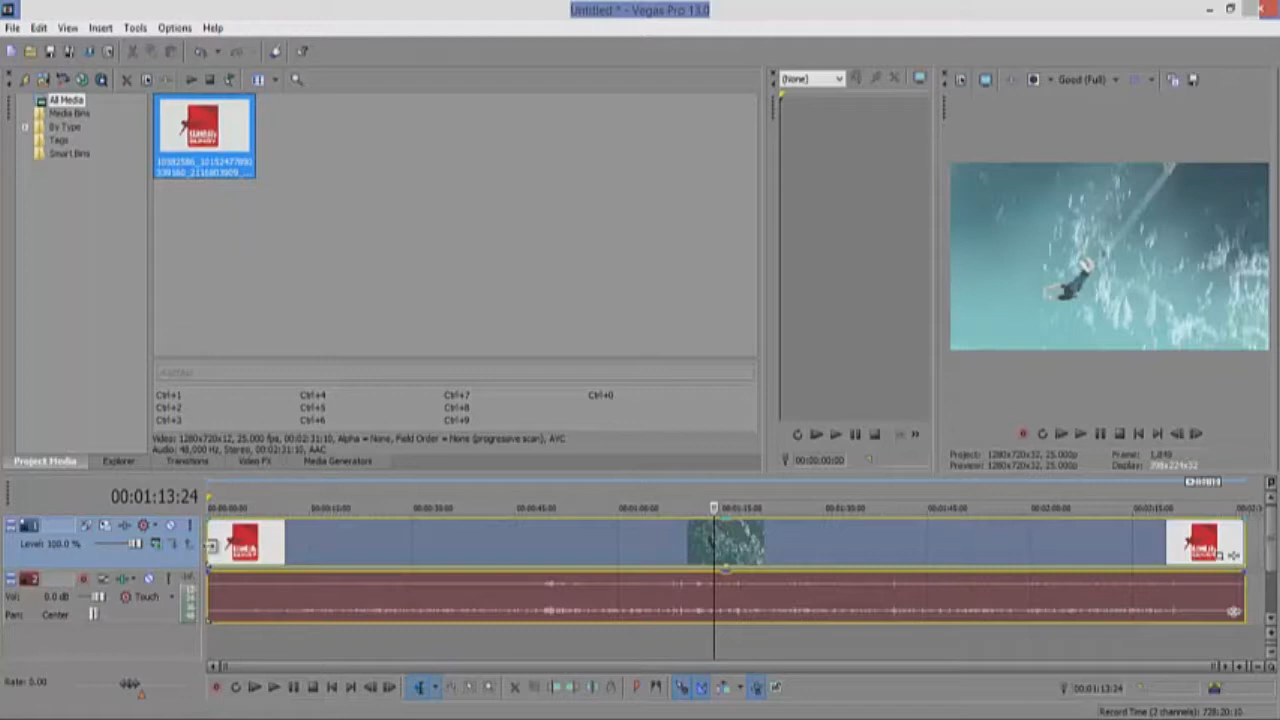 Untitled * - Vegas Pro 13.0
File Edit View Insert Tools Options Help
(None)
Good (Full)
All Media
Media Bins
By Type
Tags
Smart Bins
Ctrl+1 Ctrl+4 Ctrl+7 Ctrl+0
Ctrl+2 Ctrl+5 Ctrl+8
Ctrl+3 Ctrl+6 Ctrl+9
Video: 1280x720x12, 25.000 fps, 00:02:31:10, Alpha = None, Field Order = None (progressive scan), AVC
Audio: 48,000 Hz, Stereo, 00:02:31:10, AAC
Project Media Explorer Transitions Video FX Media Generators
00:00:00:00
Project: 1280x720x32, 25.000p Frame: 1,849
Preview: 1280x720x32, 25.000p Display: 398x224x32
00:01:13:24
00:00:00:00 00:00:15:00 00:00:30:00 00:00:45:00 00:01:00:00 00:01:15:00 00:01:30:00 00:01:45:00 00:02:00:00 00:02:15:00
Level: 100.0 %
Vol: 0.0 dB Touch
Pan: Center
Rate: 0.00
00:01:13:24
Record Time (2 channels): 728:20:10